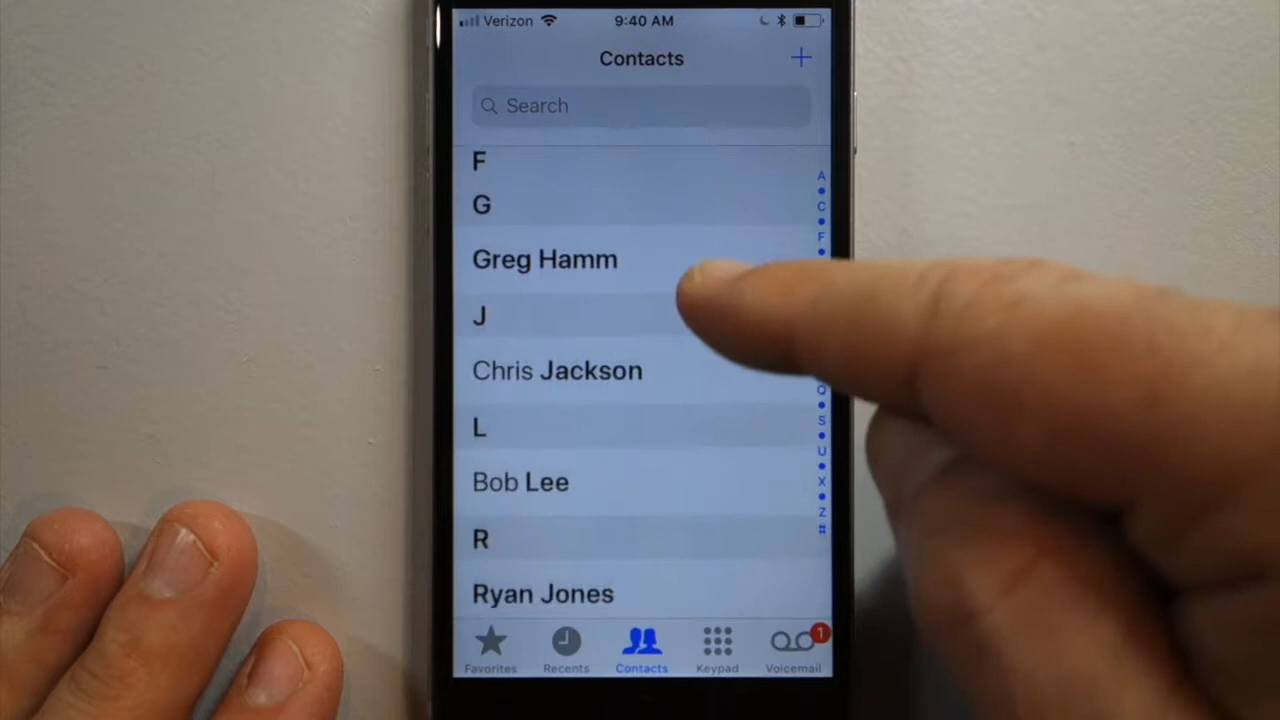 Verizon 9:40 AM
Contacts +
Search
F
G
Greg Hamm
J
Chris Jackson
L
Bob Lee
R
Ryan Jones
A
C
F
Q
S
U
X
Z
#
1
Favorites Recents Contacts Keypad Voicemail